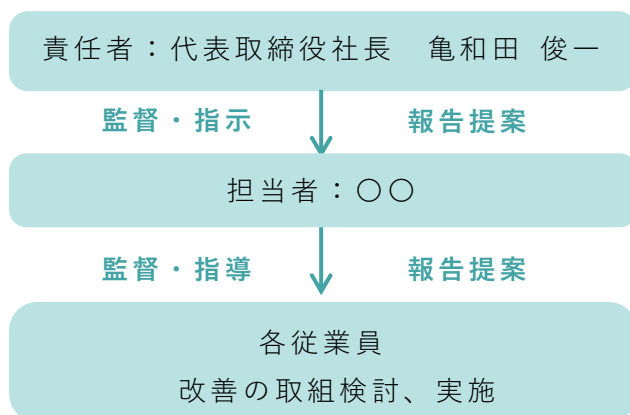 責任者：代表取締役社長　亀和田 俊一
監督・指示　報告提案
担当者：〇〇
監督・指導　報告提案
各従業員
改善の取組検討、実施